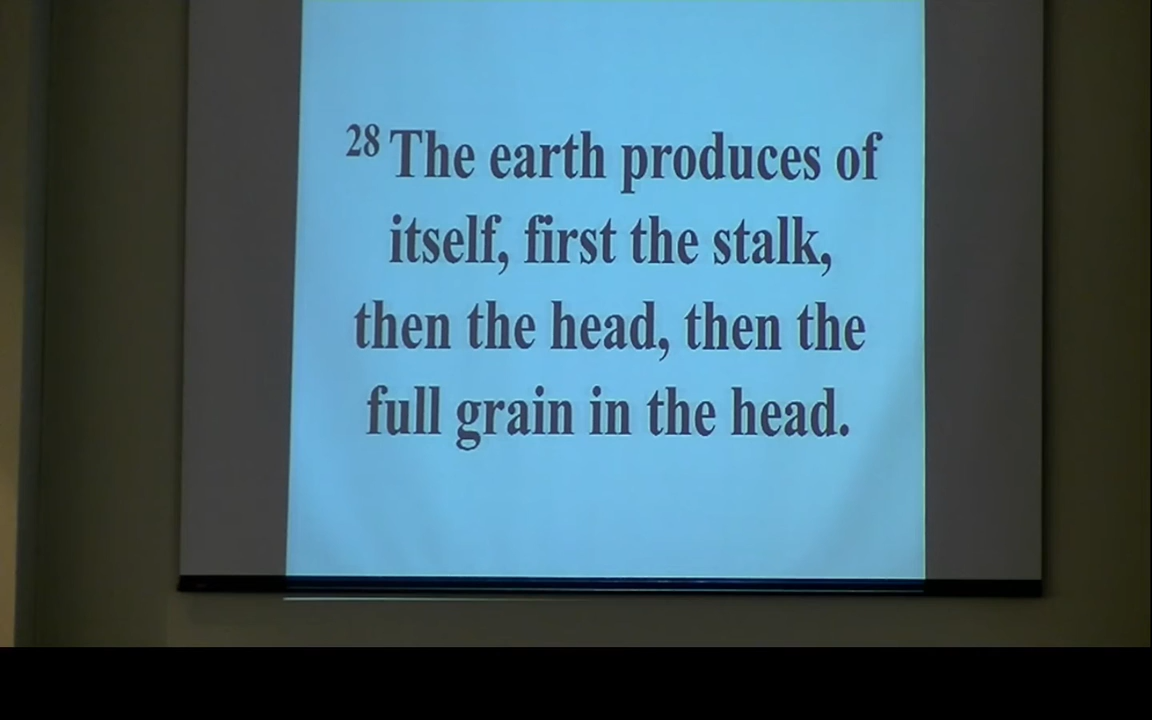 28 The earth produces of
itself, first the stalk,
then the head, then the
full grain in the head.